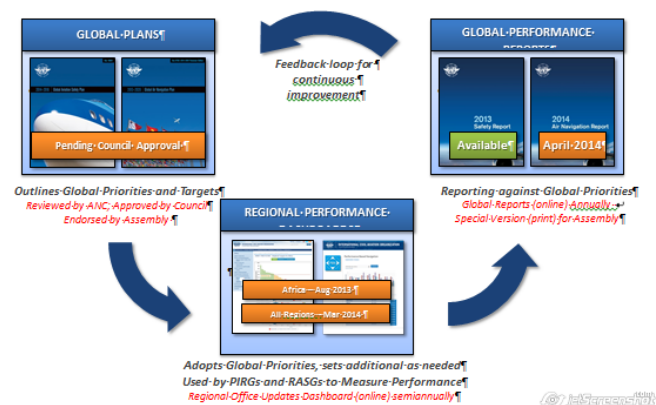 GLOBAL·PLANS¶
Pending·Council·Approval·¶
Outlines·Global·Priorities·and·Targets¶
Reviewed·by·ANC;·Approved·by·Council¶
Endorsed·by·Assembly·¶
Feedback·loop·for·¶
continuous·¶
improvement¶
GLOBAL·PERFORMANCE·
REPORTS¶
2013
Safety Report
Available¶
2014
Air Navigation Report
April·2014¶
Reporting·against·Global·Priorities¶
Global·Reports·(online)·Annually·↵
Special·Version·(print)·for·Assembly¶
REGIONAL·PERFORMANCE·
¶
Africa—Aug·2013¶
All·Regions—Mar·2014¶
Adopts·Global·Priorities,·sets·additional·as·needed¶
Used·by·PIRGs·and·RASGs·to·Measure·Performance¶
Regional·Office·Updates·Dashboard·(online)·semiannually¶
jetScreenshot